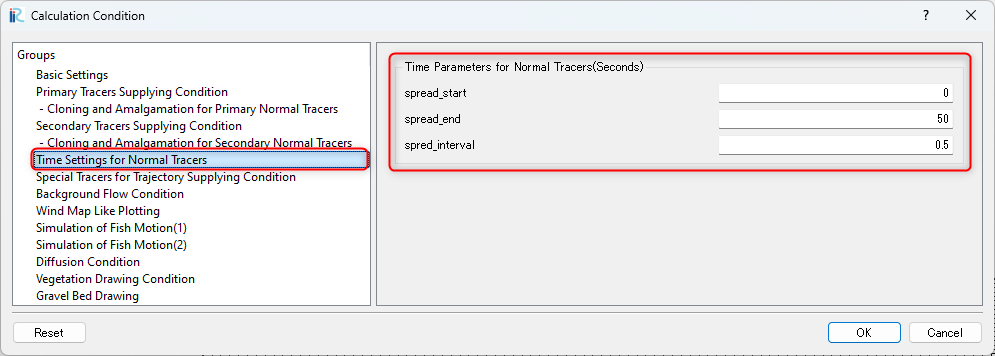 Calculation Condition
Groups
Basic Settings
Primary Tracers Supplying Condition
- Cloning and Amalgamation for Primary Normal Tracers
Secondary Tracers Supplying Condition
- Cloning and Amalgamation for Secondary Normal Tracers
Time Settings for Normal Tracers
Special Tracers for Trajectory Supplying Condition
Background Flow Condition
Wind Map Like Plotting
Simulation of Fish Motion(1)
Simulation of Fish Motion(2)
Diffusion Condition
Vegetation Drawing Condition
Gravel Bed Drawing
Time Parameters for Normal Tracers(Seconds)
spread_start 0
spread_end 50
spred_interval 0.5
Reset
OK
Cancel